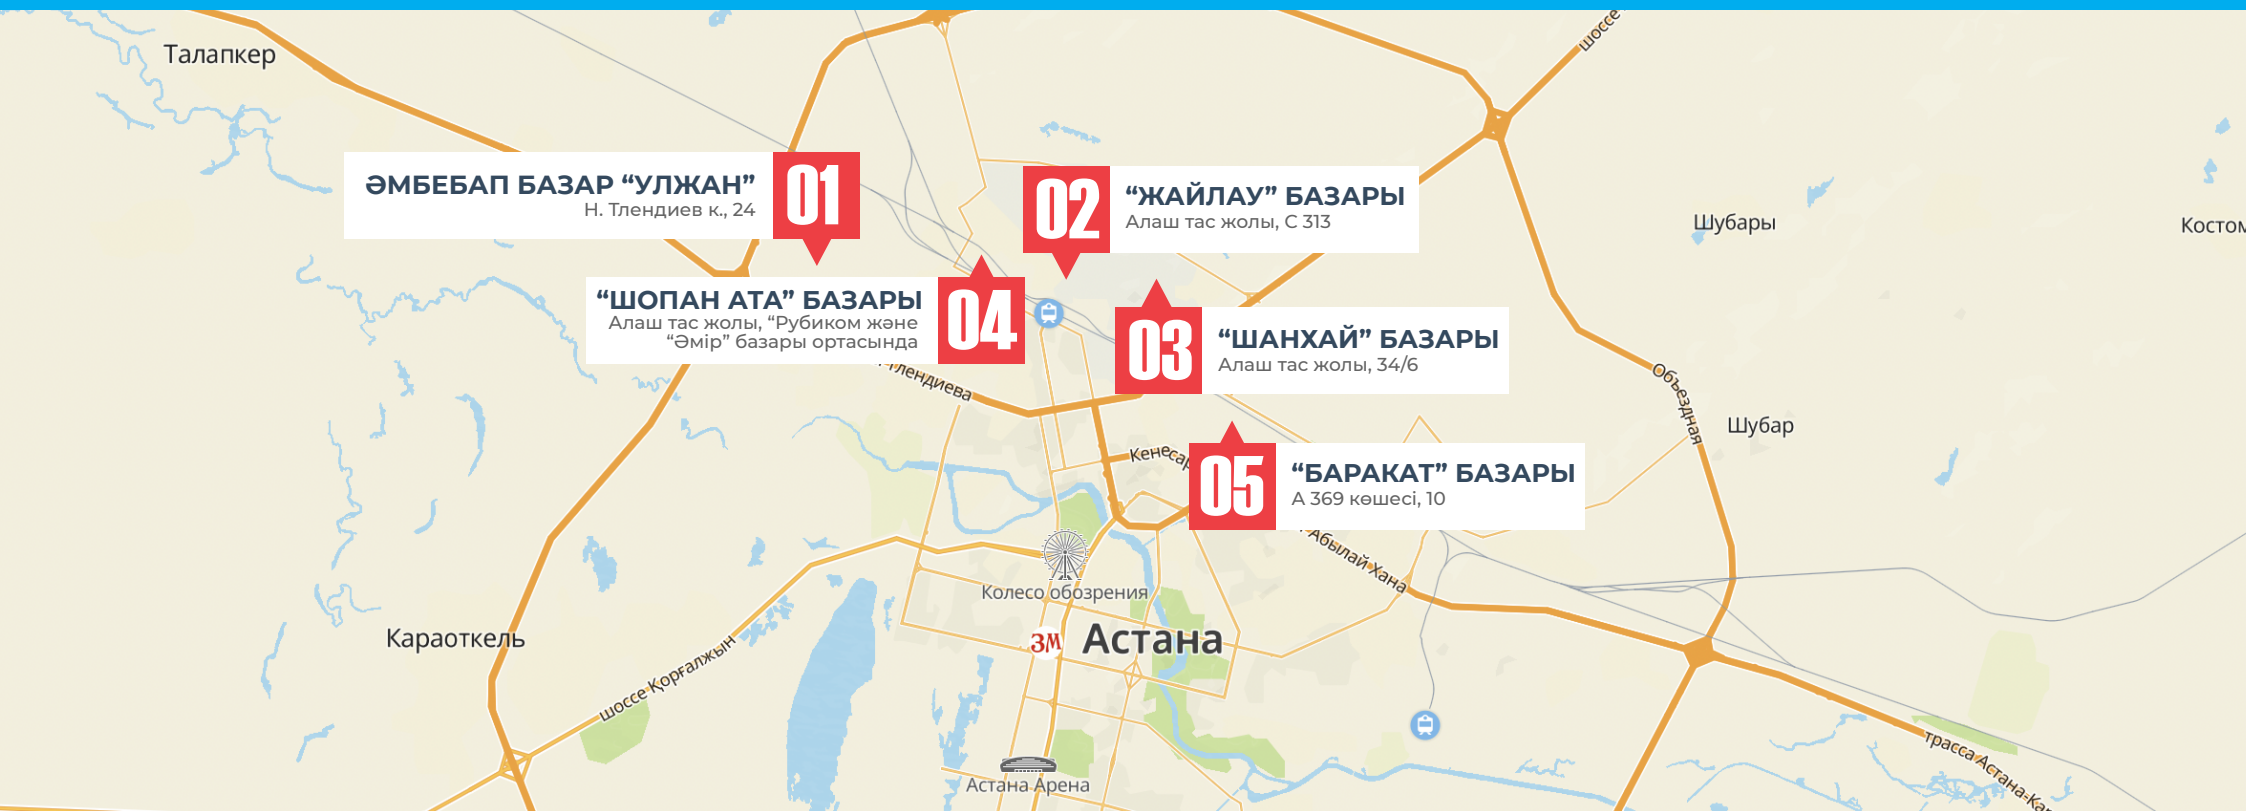 Талапкер
шоссе
ӘМБЕБАП БАЗАР “УЛЖАН”
Н. Тлендиев к., 24
01
02
“ЖАЙЛАУ” БАЗАРЫ
Алаш тас жолы, С 313
Шубары
“ШОПАН АТА” БАЗАРЫ
Алаш тас жолы, “Рубиком және
“Әмір” базары ортасында
04
03
“ШАНХАЙ” БАЗАРЫ
Алаш тас жолы, 34/6
Тлендиева
Объездная
Шубар
05
“БАРАКАТ” БАЗАРЫ
А 369 көшесі, 10
Абылай Хана
Колесо обозрения
Караоткель
шоссе Қорғалжын
ЗМ
Астана
Астана Арена
трасса Астана-Ка